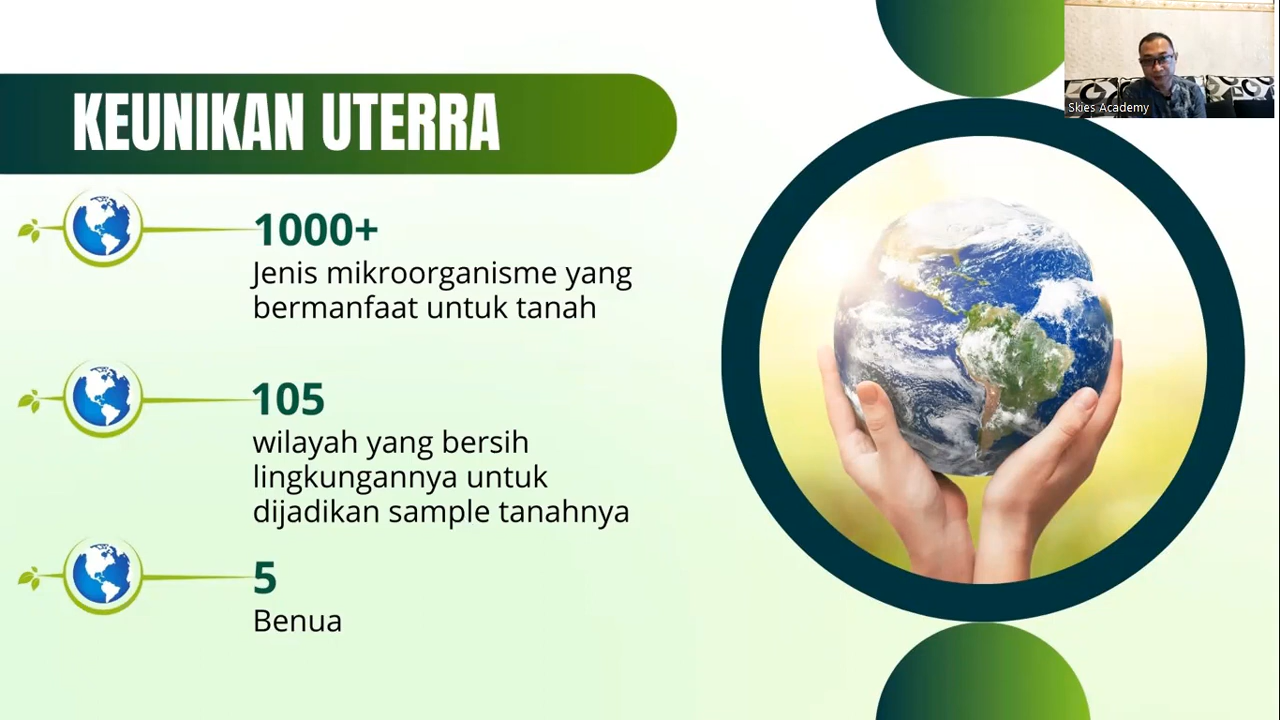 Skies Academy
KEUNIKAN UTERRA
1000+
Jenis mikroorganisme yang
bermanfaat untuk tanah
105
wilayah yang bersih
lingkungannya untuk
dijadikan sample tanahnya
5
Benua